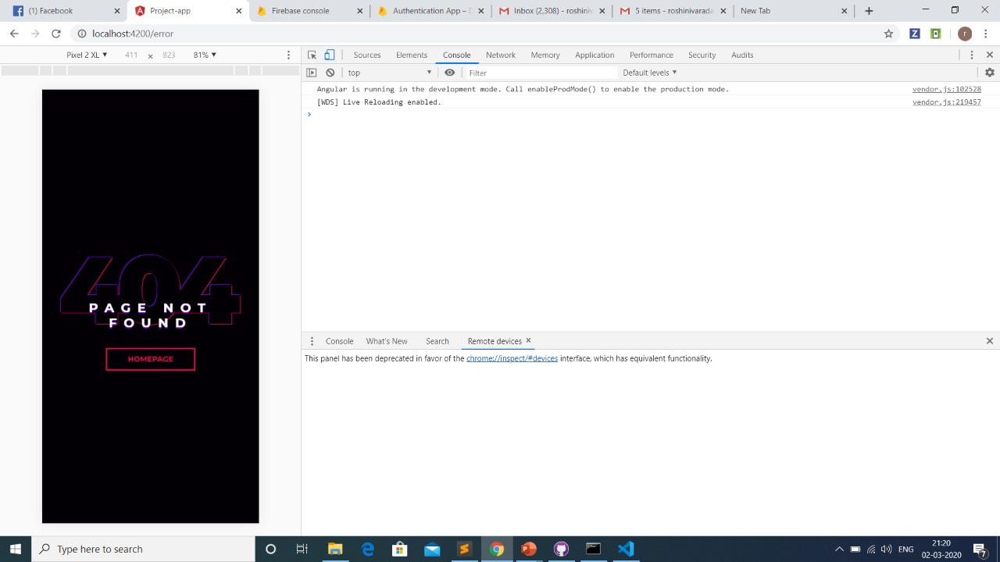 (1) Facebook
Project-app
Firebase console
Authentication App –
Inbox (2,308) - roshiniv
5 items - roshinivarada
New Tab
localhost:4200/error
Z
r
Pixel 2 XL 411 × 823 81%
Sources Elements Console Network Memory Application Performance Security Audits
top Filter Default levels
Angular is running in the development mode. Call enableProdMode() to enable the production mode. vendor.js:102528
[WDS] Live Reloading enabled. vendor.js:219457
404
PAGE NOT
FOUND
HOMEPAGE
Console What's New Search Remote devices
This panel has been deprecated in favor of the chrome://inspect/#devices interface, which has equivalent functionality.
Type here to search
ENG
21:20
02-03-2020
7